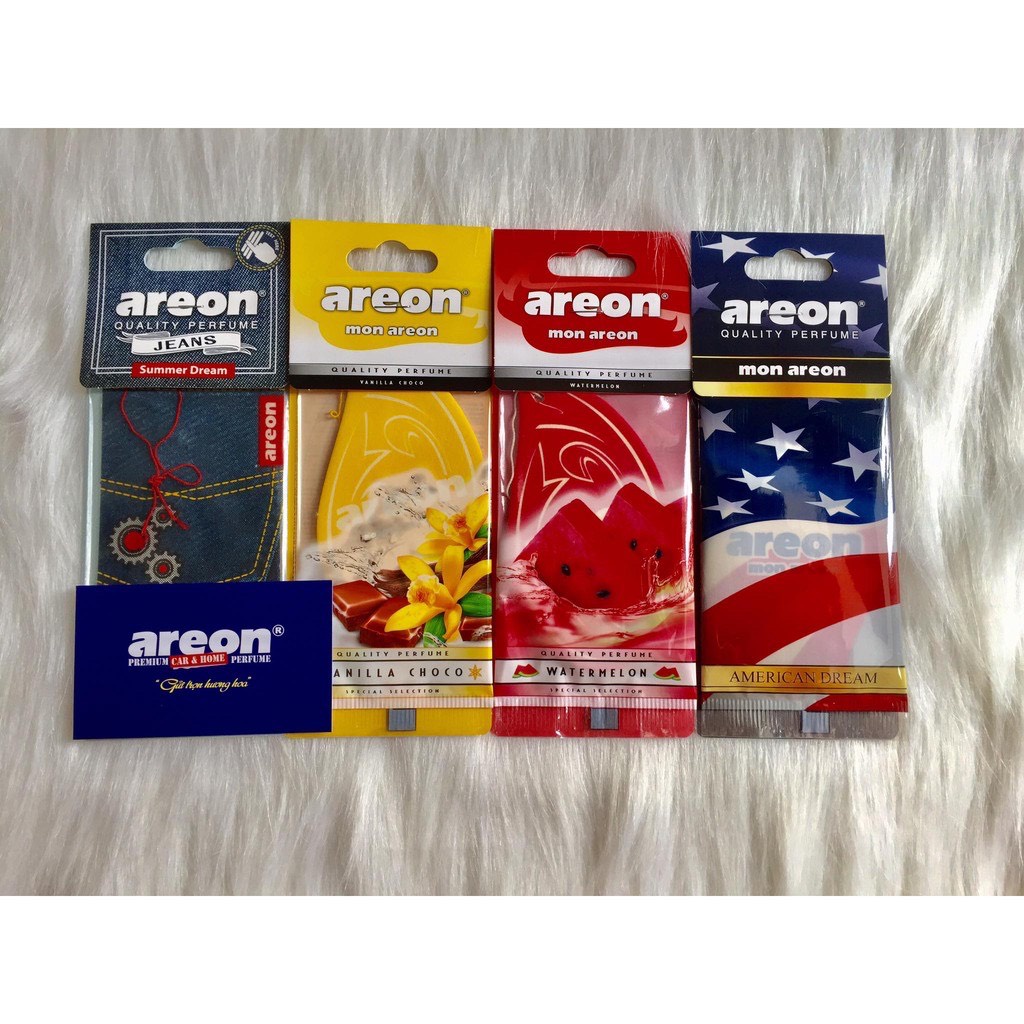 areon®
QUALITY PERFUME
JEANS
Summer Dream
areon
areon®
mon areon
QUALITY PERFUME
VANILLA CHOCO
QUALITY PERFUME
VANILLA CHOCO
SPECIAL SELECTION
areon®
mon areon
QUALITY PERFUME
WATERMELON
QUALITY PERFUME
WATERMELON
SPECIAL SELECTION
areon®
QUALITY PERFUME
mon areon
areon
mon
AMERICAN DREAM
areon®
PREMIUM CAR & HOME PERFUME
"Gửi trọn hương hoa"